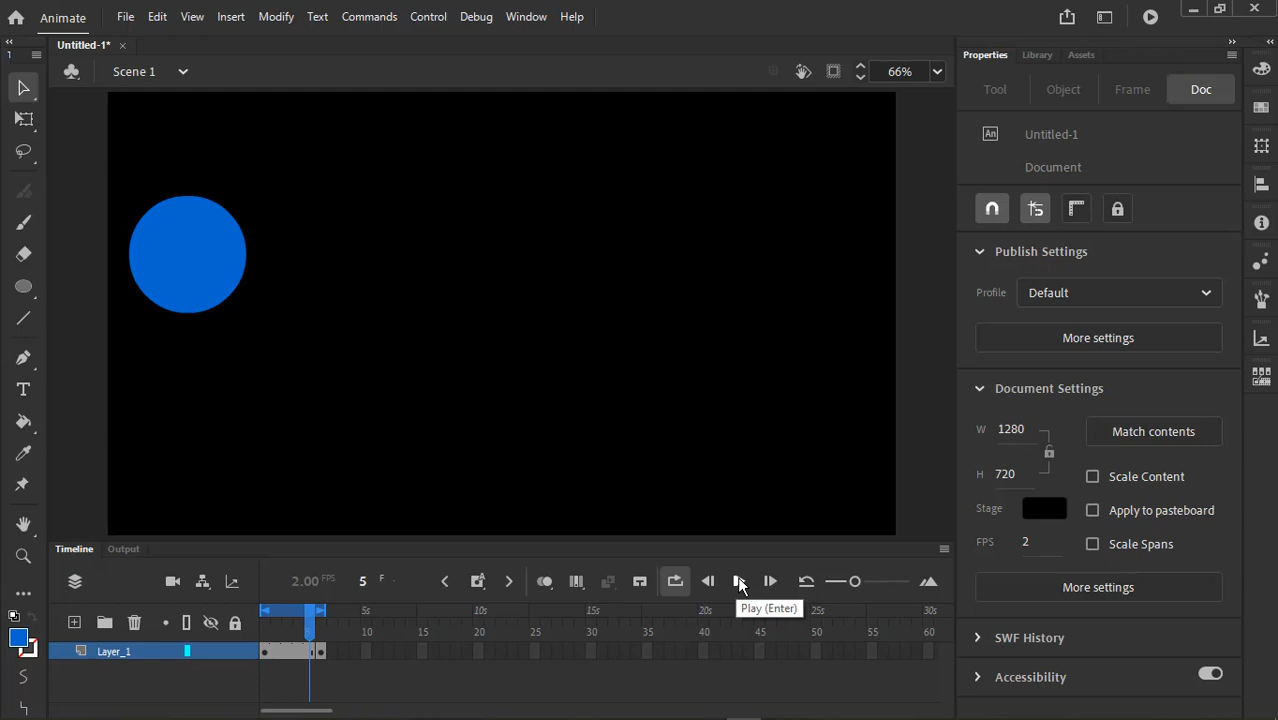 Animate File Edit View Insert Modify Text Commands Control Debug Window Help
Untitled-1* Properties Library Assets
1
Scene 1 66% Tool Object Frame Doc
An Untitled-1
Document
Publish Settings
Profile Default
More settings
Document Settings
W 1280 Match contents
H 720 Scale Content
Stage Apply to pasteboard
FPS 2 Scale Spans
Timeline Output
2.00 FPS 5 F More settings
Play (Enter)
5s 10s 15s 20s 25s 30s
5 10 15 20 25 30 35 40 45 50 55 60
SWF History
Layer_1
Accessibility